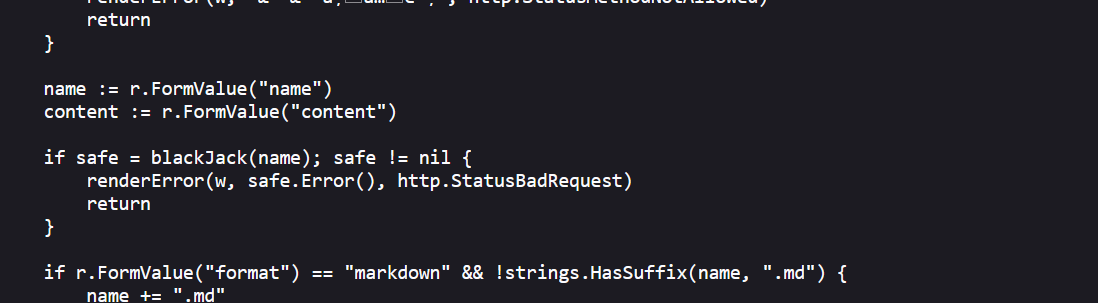 return
}
name := r.FormValue("name")
content := r.FormValue("content")
if safe = blackJack(name); safe != nil {
renderError(w, safe.Error(), http.StatusBadRequest)
return
}
if r.FormValue("format") == "markdown" && !strings.HasSuffix(name, ".md") {
name += ".md"